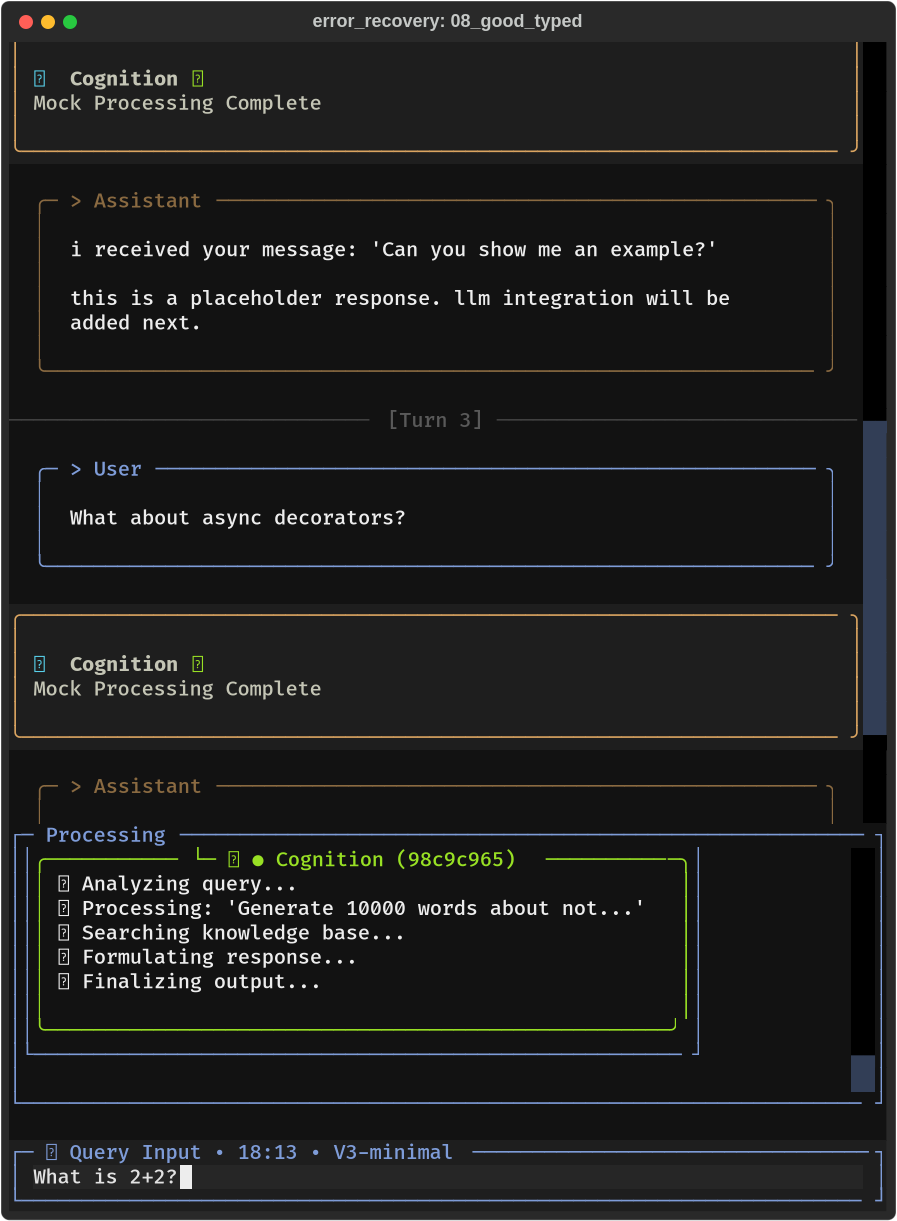 error_recovery: 08_good_typed
Cognition
Mock Processing Complete
> Assistant
i received your message: 'Can you show me an example?'
this is a placeholder response. llm integration will be
added next.
[Turn 3]
> User
What about async decorators?
Cognition
Mock Processing Complete
> Assistant
Processing
● Cognition (98c9c965)
Analyzing query...
Processing: 'Generate 10000 words about not...'
Searching knowledge base...
Formulating response...
Finalizing output...
Query Input • 18:13 • V3-minimal
What is 2+2?